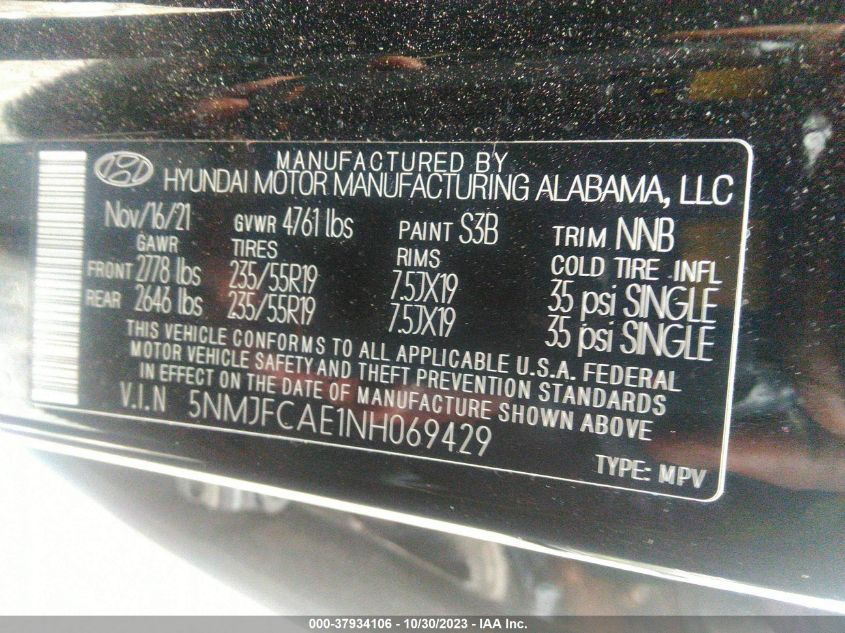 MANUFACTURED BY
HYUNDAI MOTOR MANUFACTURING ALABAMA, LLC
Nov/16/21 GVWR 4761 lbs PAINT S3B TRIM NNB
GAWR TIRES RIMS COLD TIRE INFL
FRONT 2778 lbs 235/55R19 7.5JX19 35 psi SINGLE
REAR 2646 lbs 235/55R19 7.5JX19 35 psi SINGLE
THIS VEHICLE CONFORMS TO ALL APPLICABLE U.S.A. FEDERAL
MOTOR VEHICLE SAFETY AND THEFT PREVENTION STANDARDS
IN EFFECT ON THE DATE OF MANUFACTURE SHOWN ABOVE
V.I.N 5NMJFCAE1NH069429
TYPE: MPV
000-37934106 - 10/30/2023 - IAA Inc.